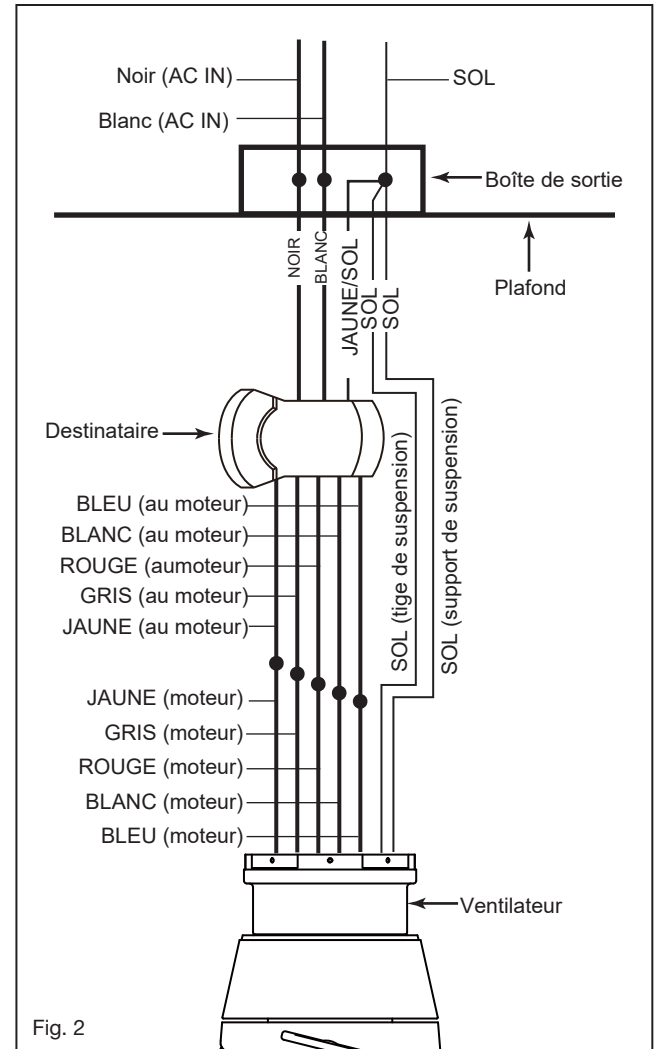 Noir (AC IN)
SOL
Blanc (AC IN)
Boîte de sortie
Plafond
NOIR
BLANC
JAUNE/SOL
SOL
SOL
Destinataire
SOL (tige de suspension)
SOL (support de suspension)
BLEU (au moteur)
BLANC (au moteur)
ROUGE (aumoteur)
GRIS (au moteur)
JAUNE (au moteur)
JAUNE (moteur)
GRIS (moteur)
ROUGE (moteur)
BLANC (moteur)
BLEU (moteur)
Ventilateur
Fig. 2